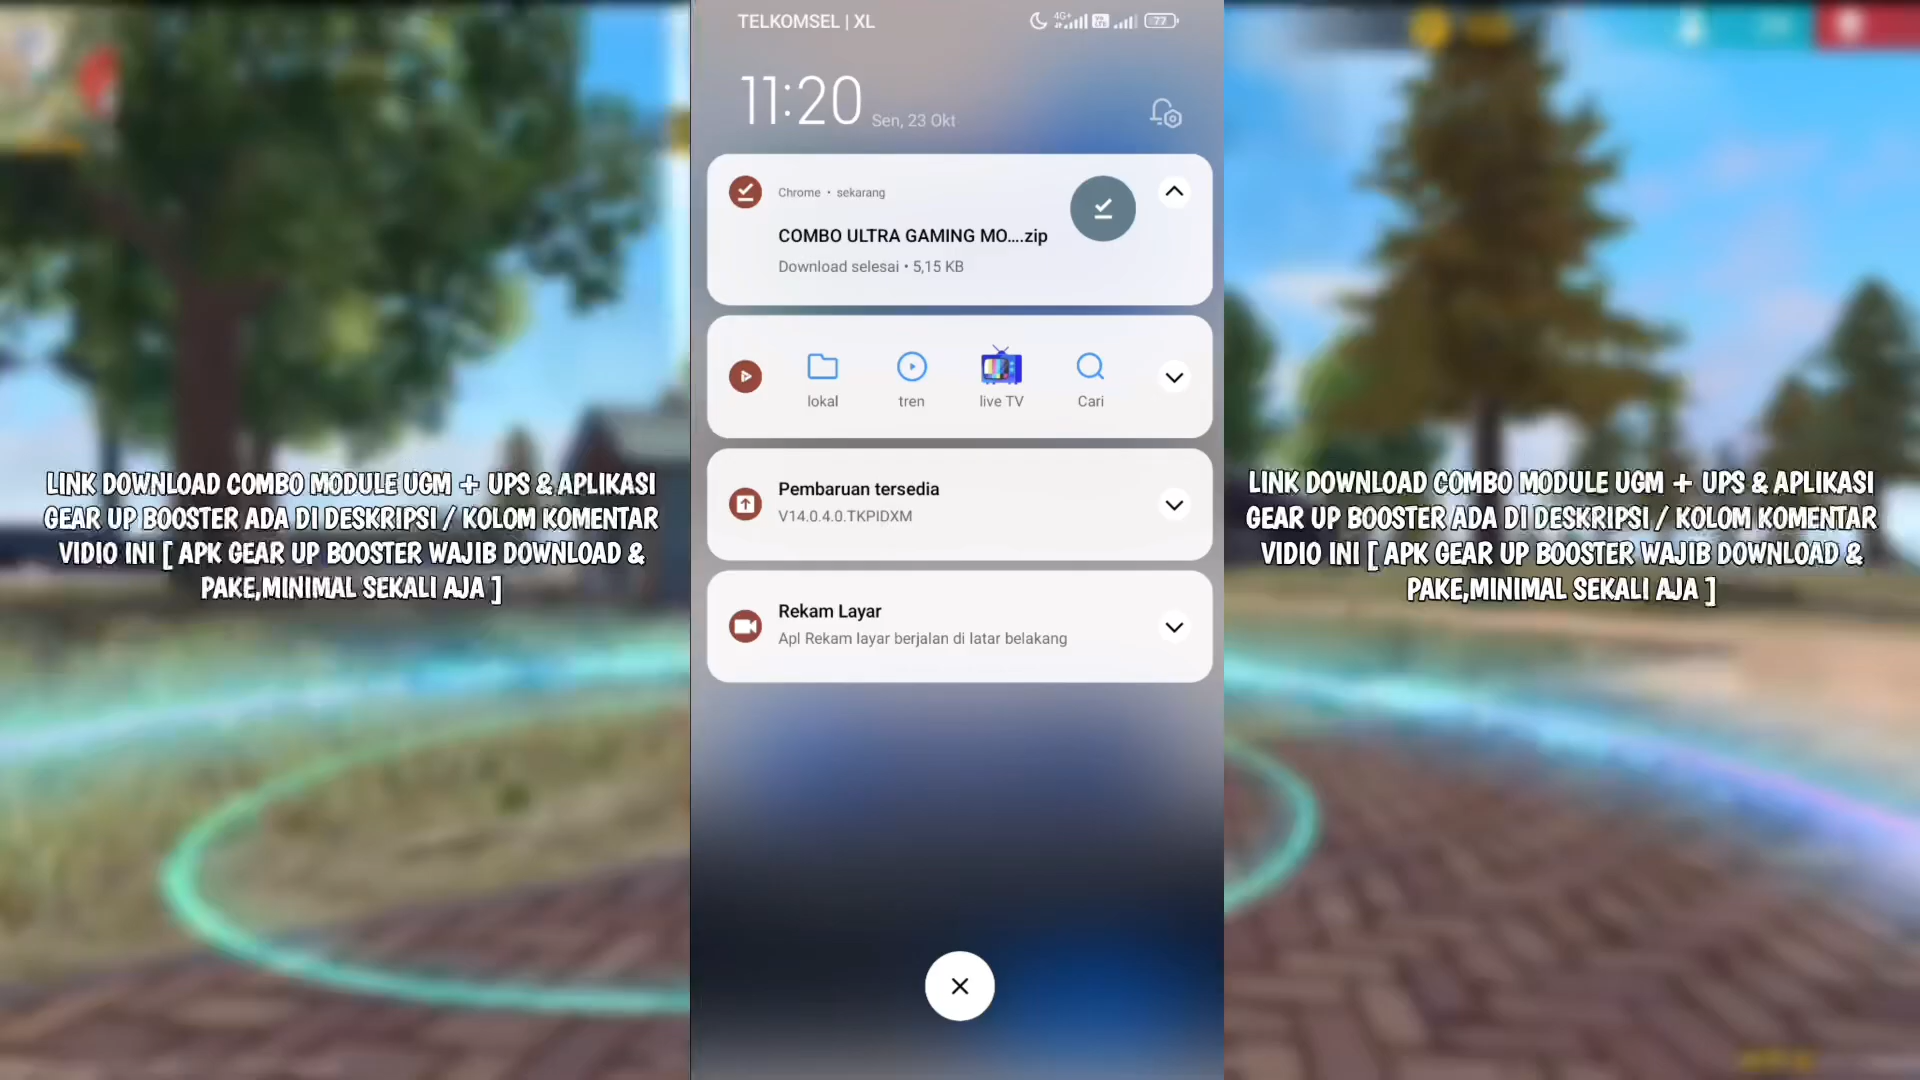 TELKOMSEL | XL
4G+
Vo LTE
77
11:20
Sen, 23 Okt
Chrome • sekarang
COMBO ULTRA GAMING MO....zip
Download selesai • 5,15 KB
lokal
tren
live TV
Cari
Pembaruan tersedia
V14.0.4.0.TKPIDXM
Rekam Layar
Apl Rekam layar berjalan di latar belakang
LINK DOWNLOAD COMBO MODULE UGM + UPS & APLIKASI
GEAR UP BOOSTER ADA DI DESKRIPSI / KOLOM KOMENTAR
VIDIO INI [ APK GEAR UP BOOSTER WAJIB DOWNLOAD &
PAKE,MINIMAL SEKALI AJA ]
LINK DOWNLOAD COMBO MODULE UGM + UPS & APLIKASI
GEAR UP BOOSTER ADA DI DESKRIPSI / KOLOM KOMENTAR
VIDIO INI [ APK GEAR UP BOOSTER WAJIB DOWNLOAD &
PAKE,MINIMAL SEKALI AJA ]